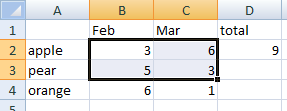 A B C D
1 Feb Mar total
2 apple 3 6 9
3 pear 5 3
4 orange 6 1